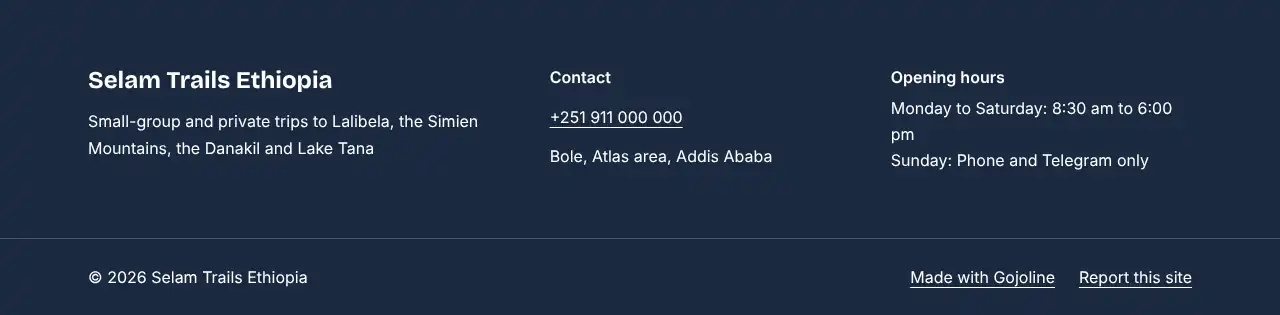 Selam Trails Ethiopia
Small-group and private trips to Lalibela, the Simien
Mountains, the Danakil and Lake Tana
Contact
+251 911 000 000
Bole, Atlas area, Addis Ababa
Opening hours
Monday to Saturday: 8:30 am to 6:00
pm
Sunday: Phone and Telegram only
© 2026 Selam Trails Ethiopia
Made with Gojoline
Report this site